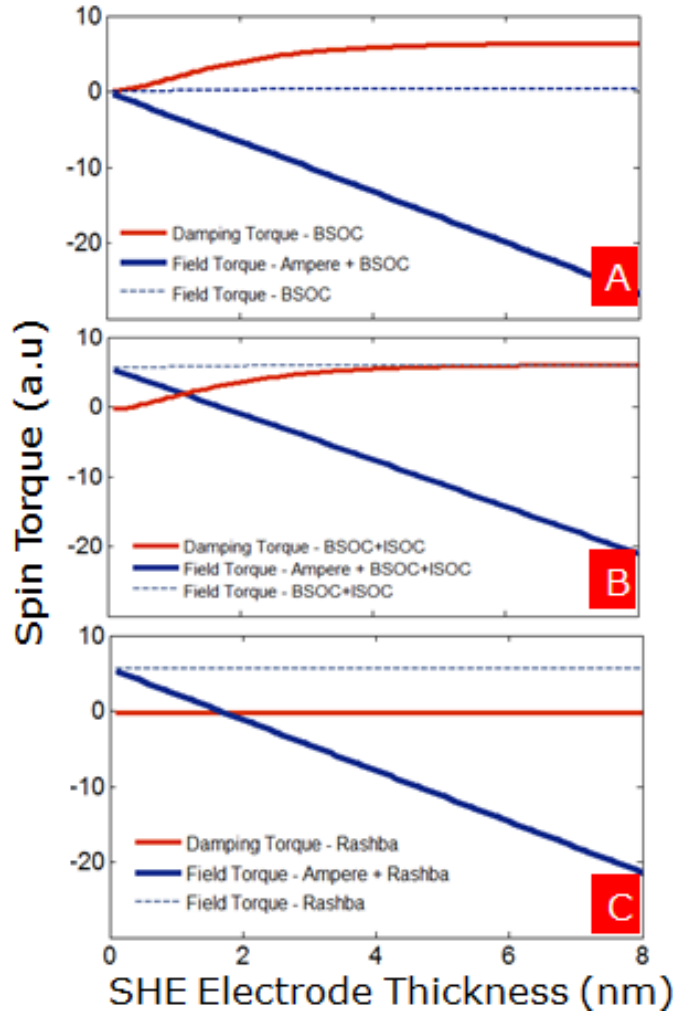 10
0
-10
-20
Damping Torque - BSOC
Field Torque - Ampere + BSOC
Field Torque - BSOC
A
10
0
-10
-20
Damping Torque - BSOC+ISOC
Field Torque - Ampere + BSOC+ISOC
Field Torque - BSOC+ISOC
B
10
0
-10
-20
Damping Torque - Rashba
Field Torque - Ampere + Rashba
Field Torque - Rashba
C
0 2 4 6 8
SHE Electrode Thickness (nm)
Spin Torque (a.u)